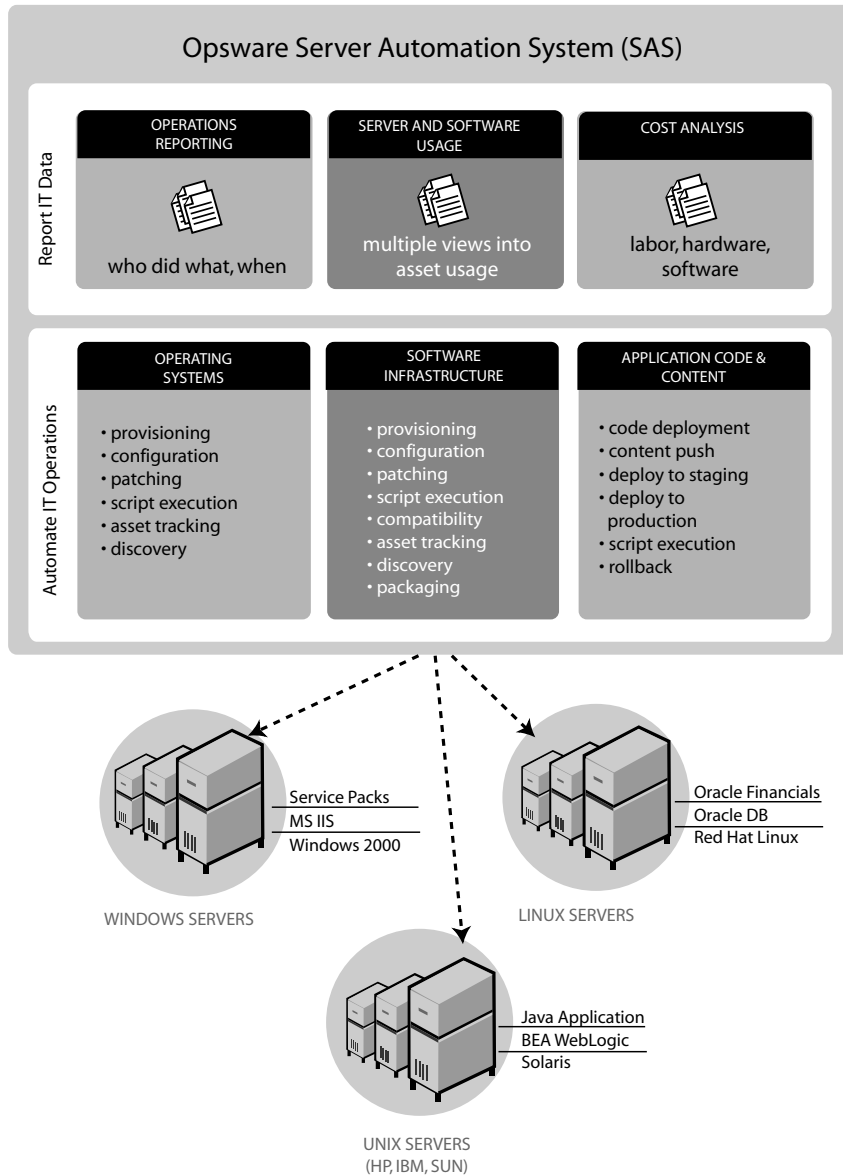 Opsware Server Automation System (SAS)
Report IT Data
OPERATIONS
REPORTING
who did what, when
SERVER AND SOFTWARE
USAGE
multiple views into
asset usage
COST ANALYSIS
labor, hardware,
software
Automate IT Operations
OPERATING
SYSTEMS
• provisioning
• configuration
• patching
• script execution
• asset tracking
• discovery
SOFTWARE
INFRASTRUCTURE
• provisioning
• configuration
• patching
• script execution
• compatibility
• asset tracking
• discovery
• packaging
APPLICATION CODE &
CONTENT
• code deployment
• content push
• deploy to staging
• deploy to
production
• script execution
• rollback
Service Packs
MS IIS
Windows 2000
WINDOWS SERVERS
Oracle Financials
Oracle DB
Red Hat Linux
LINUX SERVERS
Java Application
BEA WebLogic
Solaris
UNIX SERVERS
(HP, IBM, SUN)